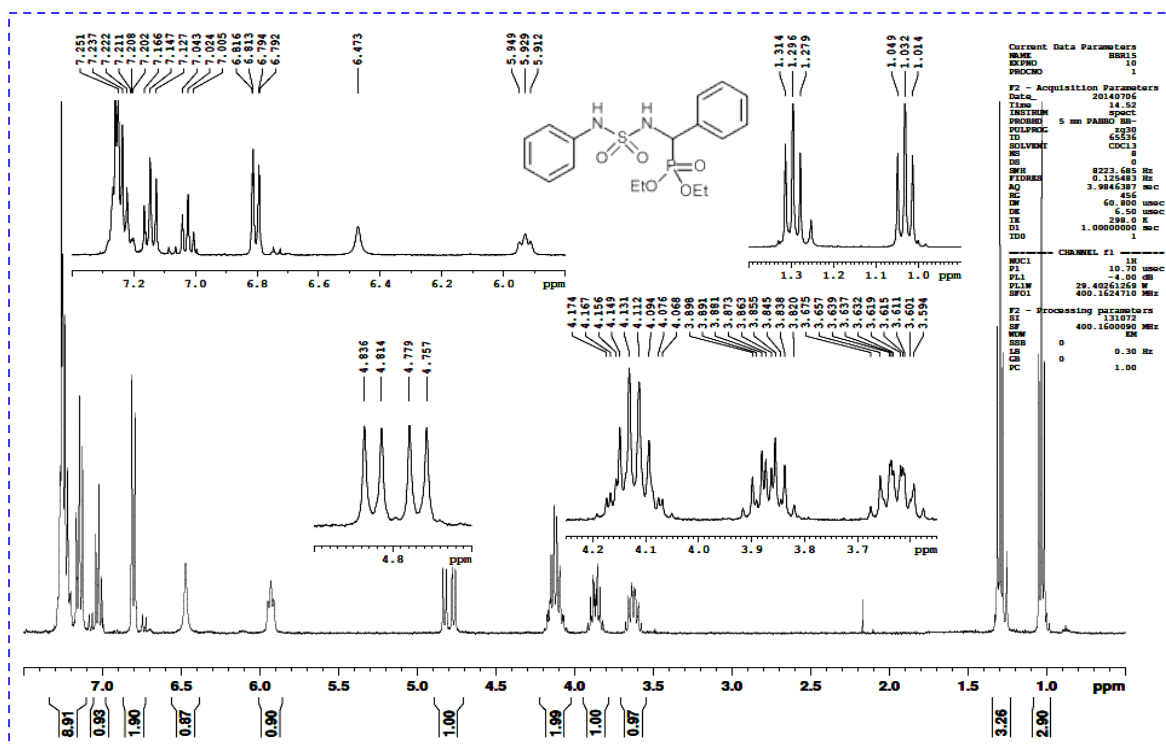 7.251
7.237
7.222
7.211
7.208
7.202
7.166
7.147
7.127
7.043
7.024
7.005
6.816
6.813
6.794
6.792
6.473
5.949
5.929
5.912
1.314
1.296
1.279
1.049
1.032
1.014
H
N
S
O O
H
N
P
O
EtO
OEt
7.2 7.0 6.8 6.6 6.4 6.2 6.0 ppm
1.3 1.2 1.1 1.0 ppm
4.836
4.814
4.779
4.757
4.8 ppm
4.174
4.167
4.156
4.149
4.131
4.112
4.094
4.076
4.068
3.898
3.891
3.881
3.873
3.863
3.855
3.845
3.838
3.820
3.675
3.657
3.639
3.637
3.632
3.619
3.615
3.611
3.601
3.594
4.2 4.1 4.0 3.9 3.8 3.7 ppm
Current Data Parameters
NAME BBR15
EXPNO 10
PROCNO 1
F2 - Acquisition Parameters
Date_ 20140706
Time 14.52
INSTRUM spect
PROBHD 5 mm PABBO BB-
PULPROG zg30
TD 65536
SOLVENT CDCl3
NS 8
DS 0
SWH 8223.685 Hz
FIDRES 0.125483 Hz
AQ 3.9846387 sec
RG 456
DW 60.800 usec
DE 6.50 usec
TE 298.0 K
D1 1.00000000 sec
TD0 1
CHANNEL f1
NUC1 1H
P1 10.70 usec
PL1 -4.00 dB
PL1W 29.40261269 W
SFO1 400.1624710 MHz
F2 - Processing parameters
SI 131072
SF 400.1600090 MHz
WDW EM
SSB 0
LB 0.30 Hz
GB 0
PC 1.00
7.0 6.5 6.0 5.5 5.0 4.5 4.0 3.5 3.0 2.5 2.0 1.5 1.0 ppm
8.91
0.93
1.90
0.87
0.90
1.00
1.99
1.00
0.97
3.26
2.90